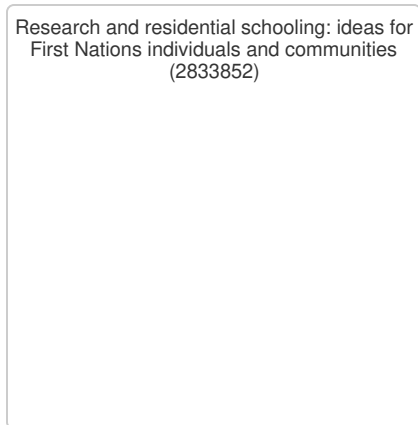 Research and residential schooling: ideas for
First Nations individuals and communities
(2833852)